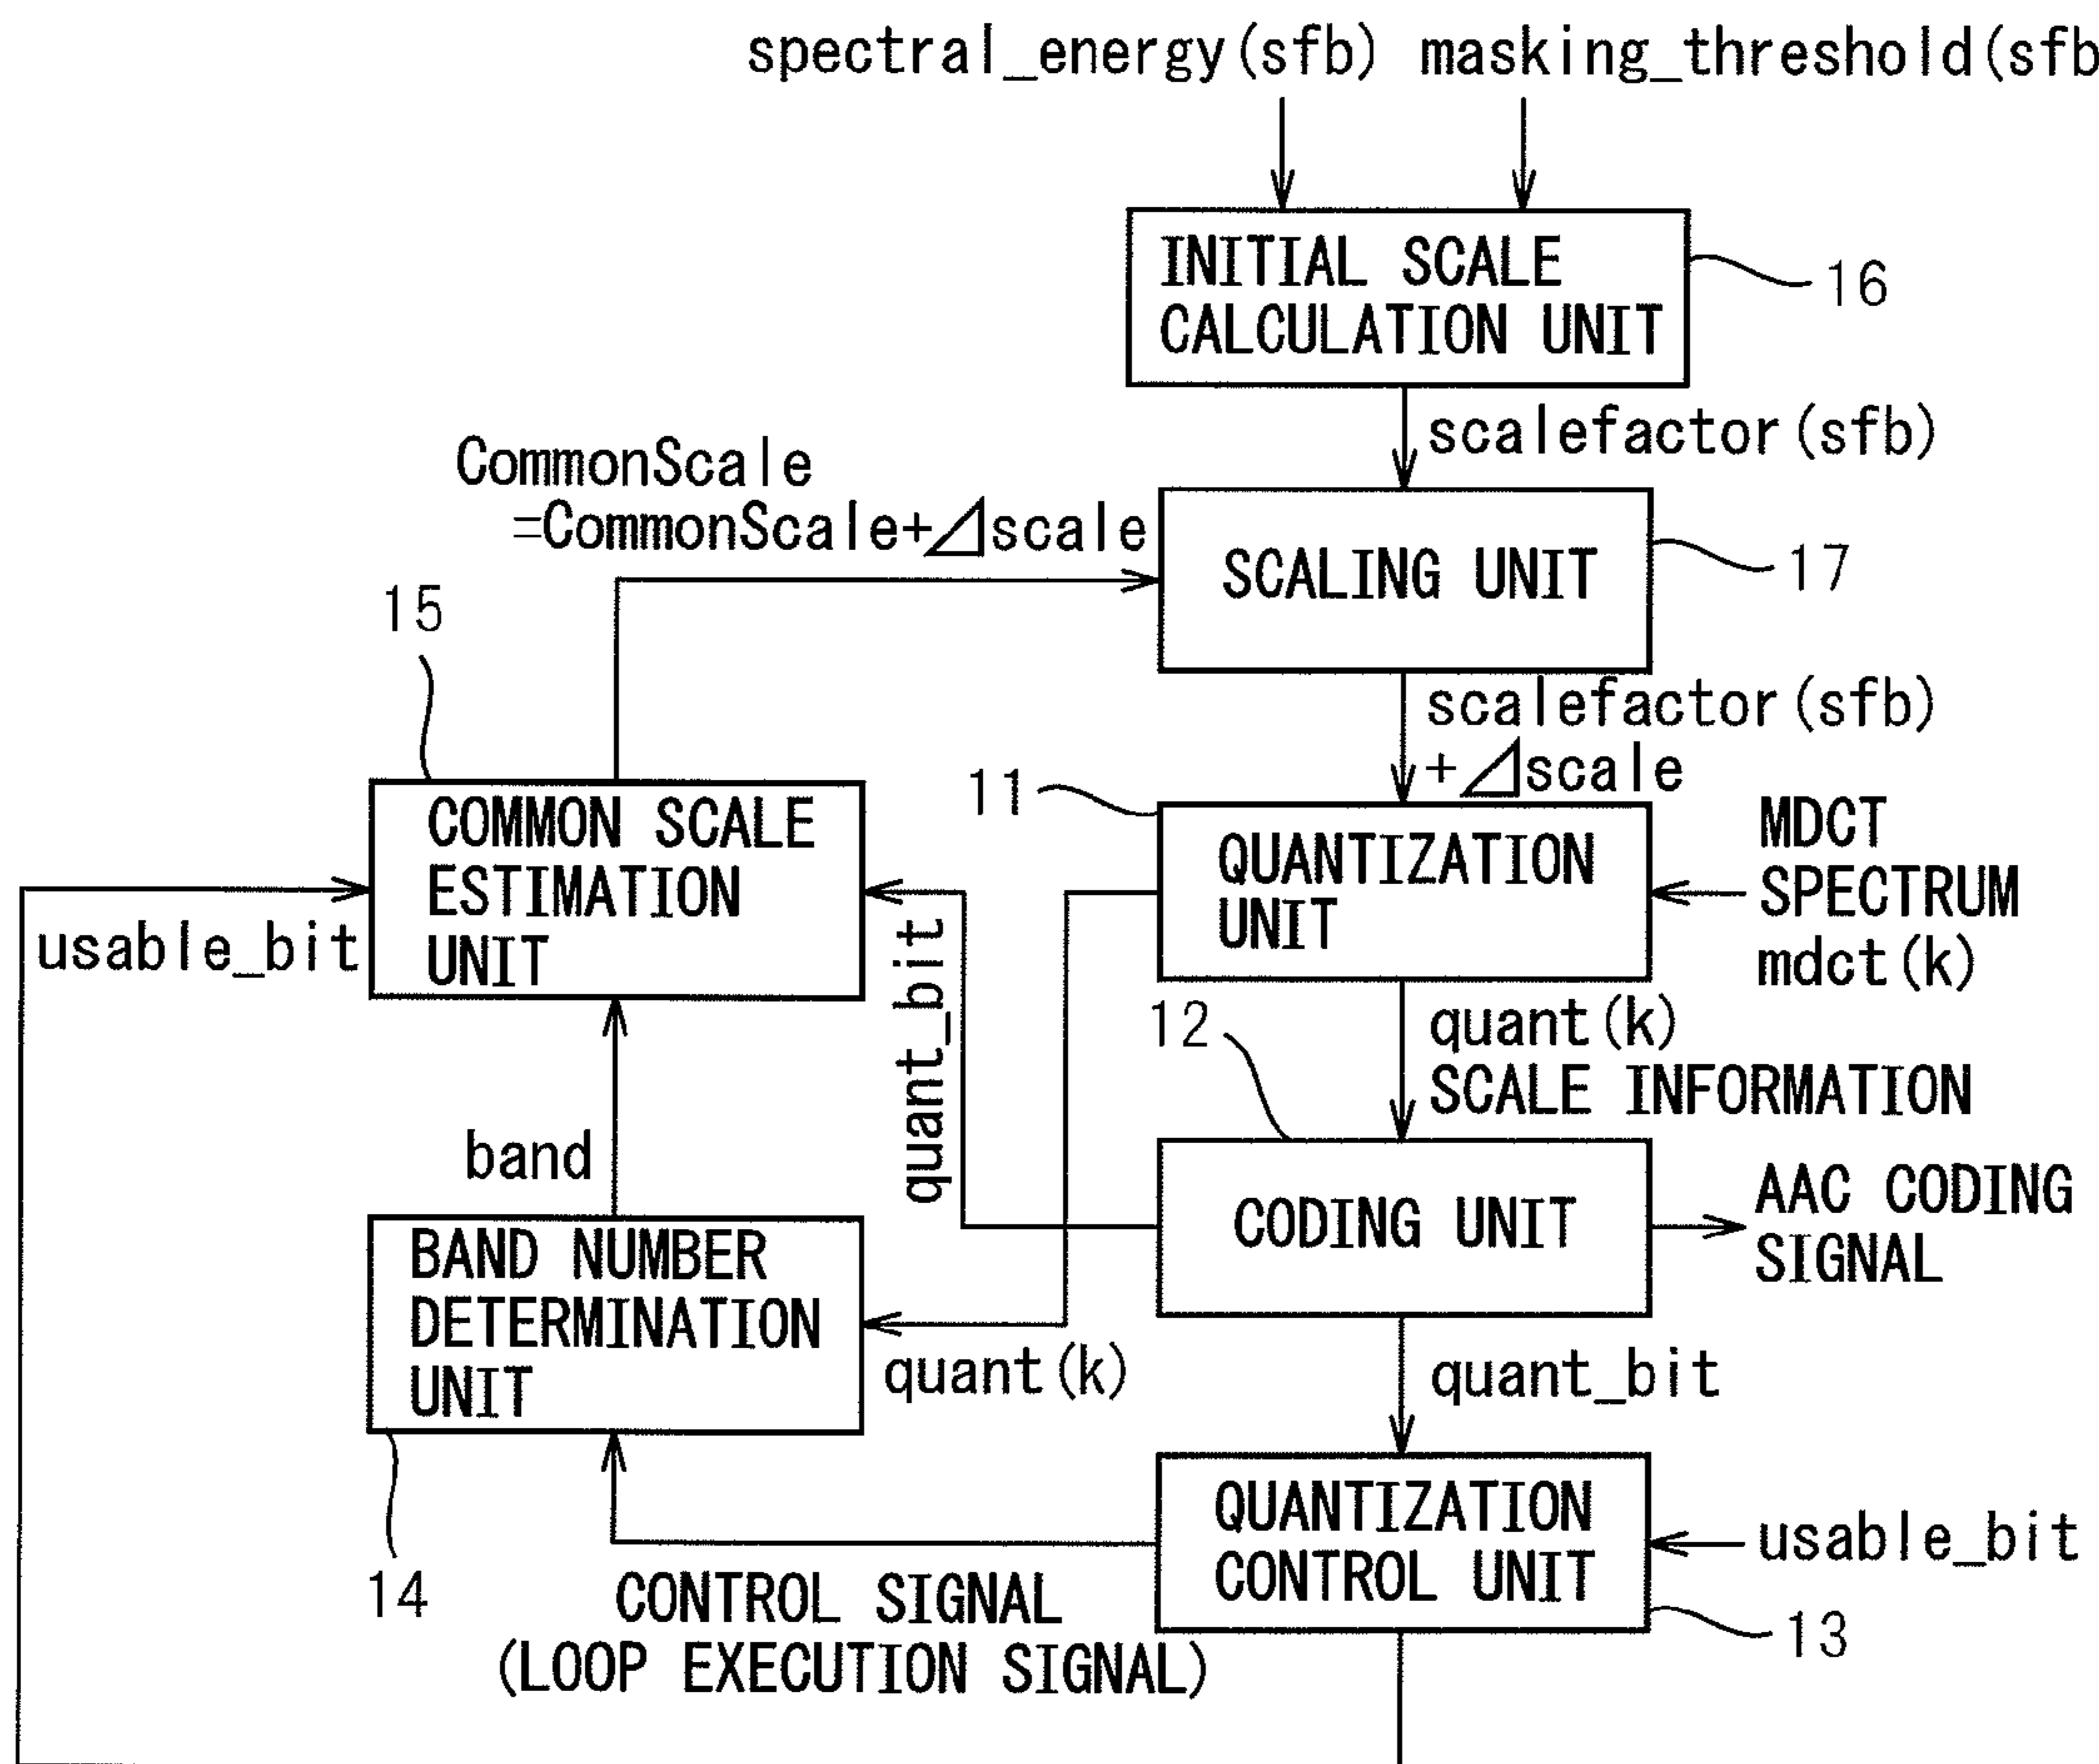 spectral_energy(sfb) masking_threshold(sfb
INITIAL SCALE
CALCULATION UNIT
16
scalefactor(sfb)
CommonScale
=CommonScale+⊿scale
SCALING UNIT
17
15
scalefactor(sfb)
+⊿scale
11
COMMON SCALE
ESTIMATION
UNIT
QUANTIZATION
UNIT
MDCT
SPECTRUM
mdct(k)
usable_bit
quant_bit
12
quant(k)
SCALE INFORMATION
band
CODING UNIT
AAC CODING
SIGNAL
BAND NUMBER
DETERMINATION
UNIT
quant(k)
quant_bit
14
QUANTIZATION
CONTROL UNIT
usable_bit
13
CONTROL SIGNAL
(LOOP EXECUTION SIGNAL)